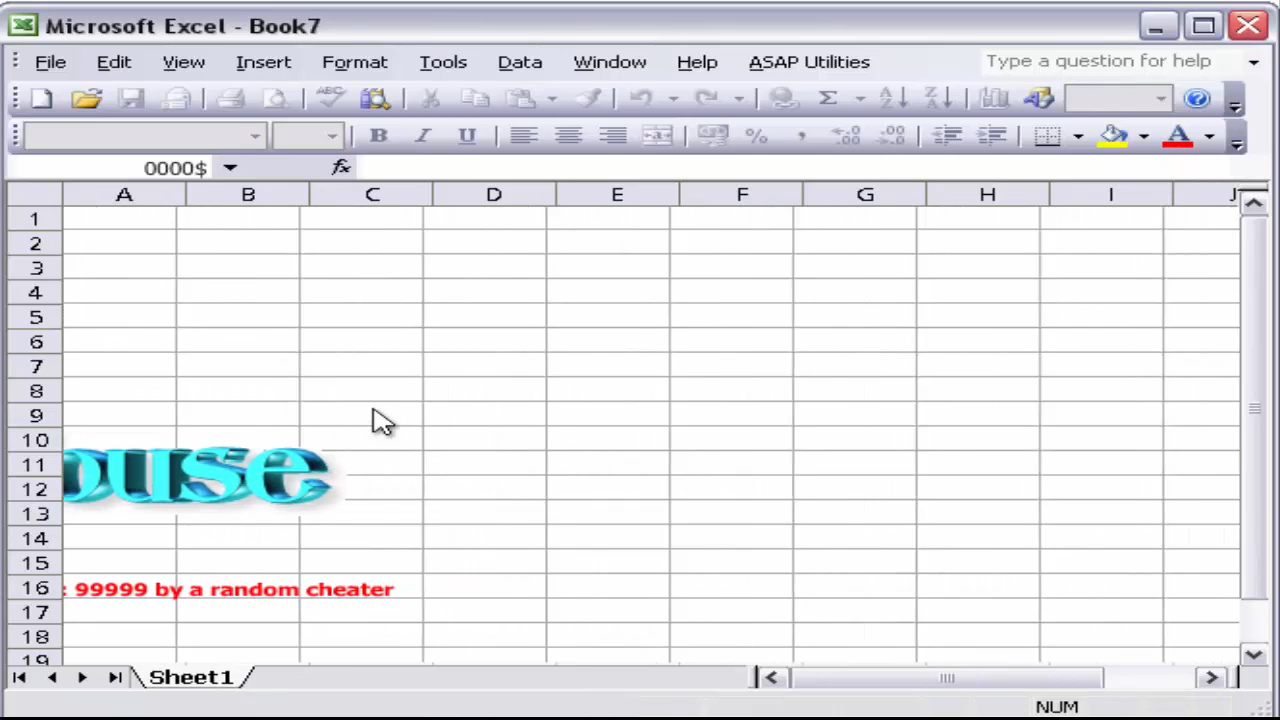 Microsoft Excel - Book7
File Edit View Insert Format Tools Data Window Help ASAP Utilities Type a question for help
Σ A Z Z A ?
B I U % , A
0000$ fx
A B C D E F G H I J
1
2
3
4
5
6
7
8
9
10
11 ouse
12
13
14
15
16 : 99999 by a random cheater
17
18
19
Sheet1
NUM